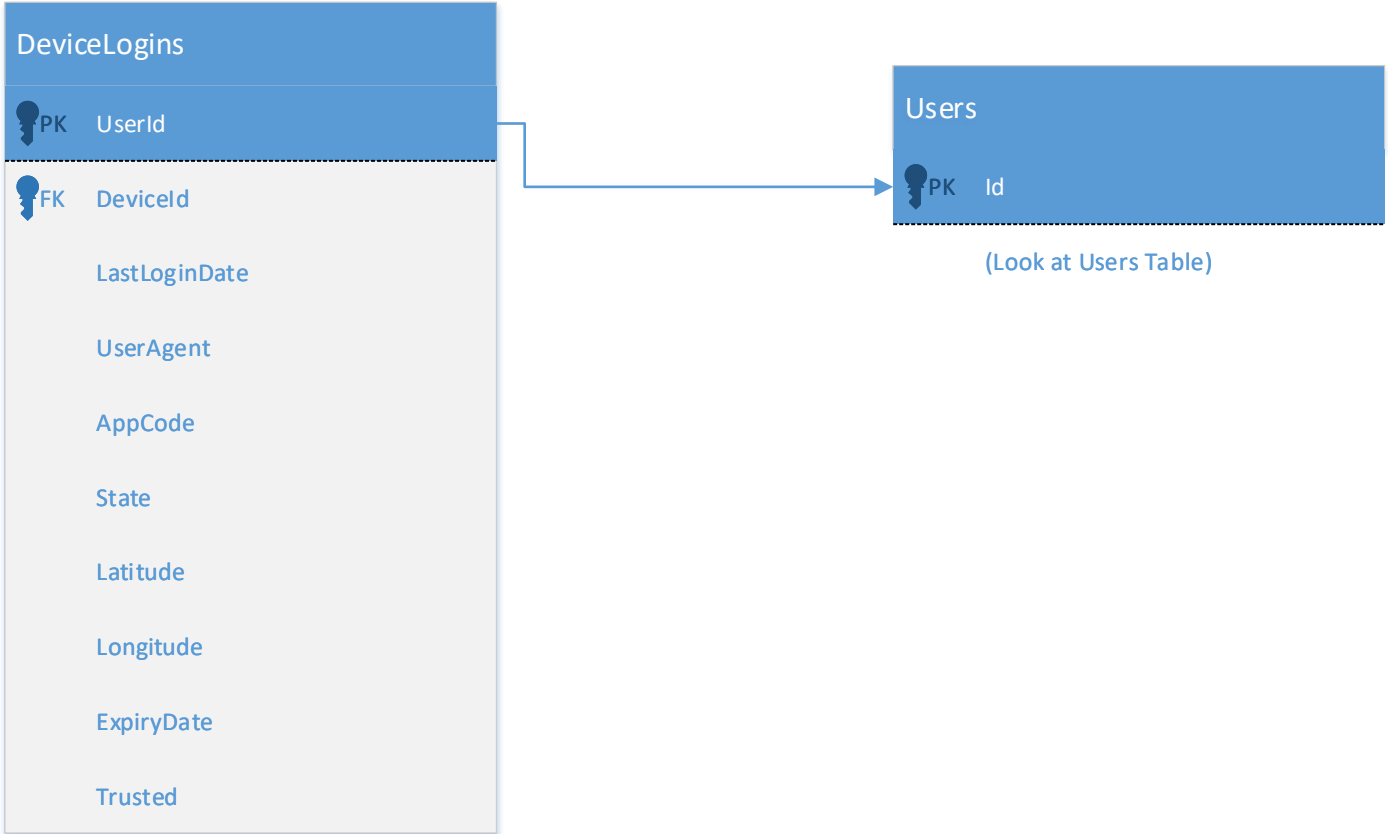 DeviceLogins
PK UserId
FK DeviceId
LastLoginDate
UserAgent
AppCode
State
Latitude
Longitude
ExpiryDate
Trusted
Users
PK Id
(Look at Users Table)